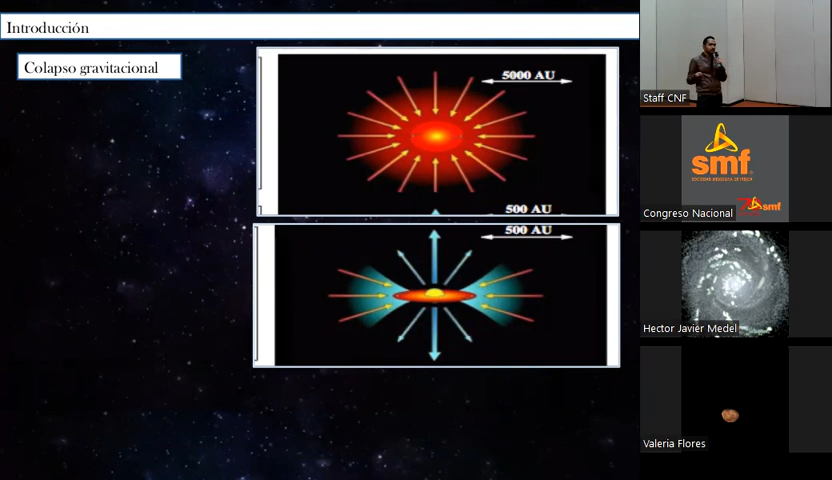 Introducción
Colapso gravitacional
5000 AU
500 AU
500 AU
Staff CNF
smf
SOCIEDAD MEXICANA DE FÍSICA
Congreso Nacional
smf
Hector Javier Medel
Valeria Flores